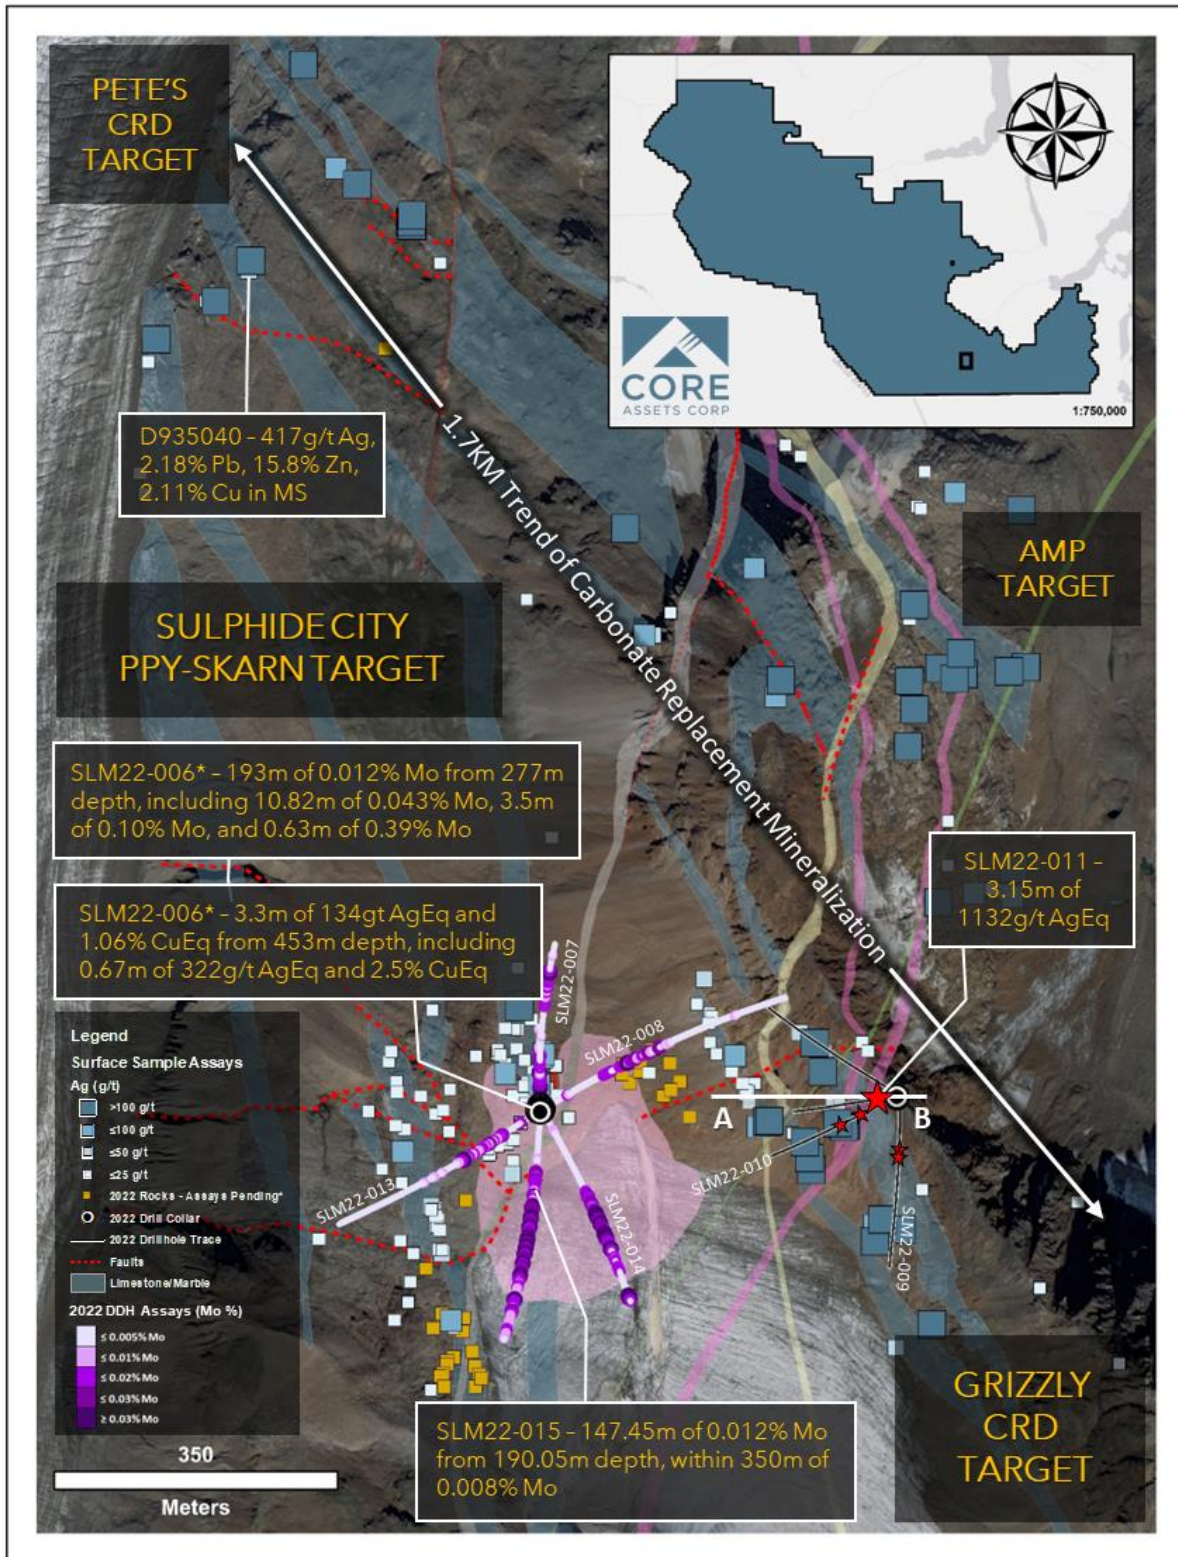 PETE'S
CRD
TARGET
CORE
ASSETS CORP
1:750,000
D935040 – 417g/t Ag,
2.18% Pb, 15.8% Zn,
2.11% Cu in MS
1.7KM Trend of Carbonate Replacement Mineralization
AMP
TARGET
SULPHIDE CITY
PPY-SKARN TARGET
SLM22-006* – 193m of 0.012% Mo from 277m
depth, including 10.82m of 0.043% Mo, 3.5m
of 0.10% Mo, and 0.63m of 0.39% Mo
SLM22-011 –
3.15m of
1132g/t AgEq
SLM22-006* – 3.3m of 134gt AgEq and
1.06% CuEq from 453m depth, including
0.67m of 322g/t AgEq and 2.5% CuEq
SLM22-007
SLM22-008
A
B
SLM22-010
SLM22-009
SLM22-013
SLM22-014
Legend
Surface Sample Assays
Ag (g/t)
>100 g/t
≤100 g/t
≤50 g/t
≤25 g/t
2022 Rocks - Assays Pending*
2022 Drill Collar
2022 Drillhole Trace
Faults
Limestone/Marble
2022 DDH Assays (Mo %)
≤ 0.005% Mo
≤ 0.01% Mo
≤ 0.02% Mo
≤ 0.03% Mo
≥ 0.03% Mo
350
Meters
SLM22-015 – 147.45m of 0.012% Mo
from 190.05m depth, within 350m of
0.008% Mo
GRIZZLY
CRD
TARGET